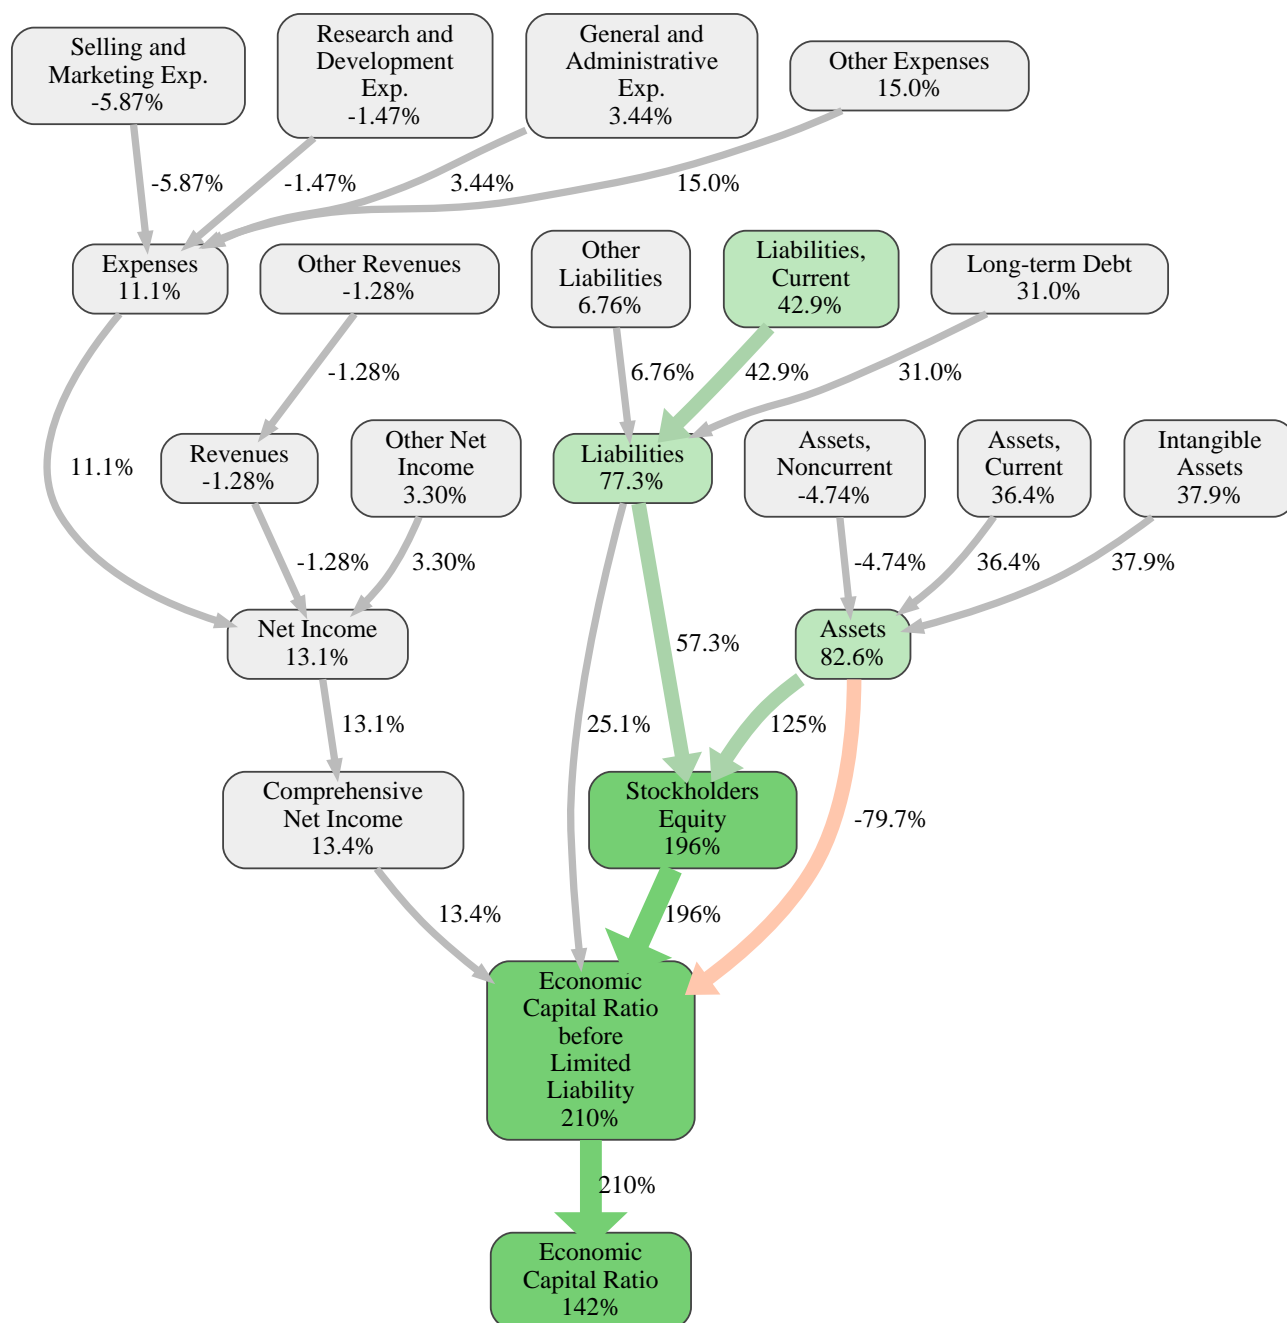 Selling and
Marketing Exp.
-5.87%
Research and
Development
Exp.
-1.47%
General and
Administrative
Exp.
3.44%
Other Expenses
15.0%
-5.87%
-1.47%
3.44%
15.0%
Expenses
11.1%
Other Revenues
-1.28%
Other
Liabilities
6.76%
Liabilities,
Current
42.9%
Long-term Debt
31.0%
-1.28%
6.76%
42.9%
31.0%
11.1%
Revenues
-1.28%
Other Net
Income
3.30%
Liabilities
77.3%
Assets,
Noncurrent
-4.74%
Assets,
Current
36.4%
Intangible
Assets
37.9%
-1.28%
3.30%
-4.74%
36.4%
37.9%
Net Income
13.1%
57.3%
Assets
82.6%
13.1%
25.1%
125%
Comprehensive
Net Income
13.4%
Stockholders
Equity
196%
-79.7%
13.4%
196%
Economic
Capital Ratio
before
Limited
Liability
210%
210%
Economic
Capital Ratio
142%